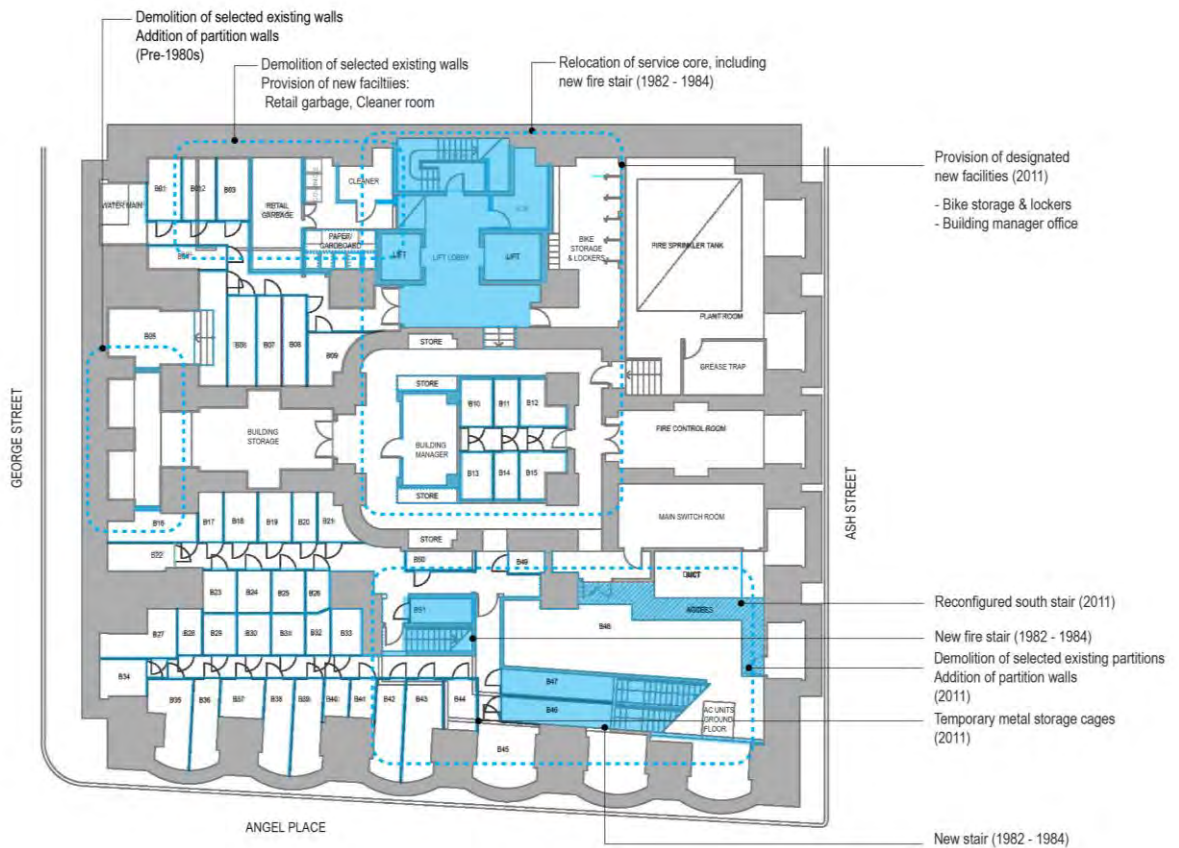 Demolition of selected existing walls
Addition of partition walls
(Pre-1980s)
Demolition of selected existing walls
Provision of new faciltiies:
Retail garbage, Cleaner room
Relocation of service core, including
new fire stair (1982 - 1984)
Provision of designated
new facilities (2011)
- Bike storage & lockers
- Building manager office
WATER MAIN
B01
B02
B03
RETAIL
GARBAGE
CLEANER
PAPER/
CARDBOARD
LIFT
LIFT LOBBY
LIFT
BIKE
STORAGE
& LOCKERS
FIRE SPRINKLER TANK
PLANT ROOM
B05
B06
B07
B08
B09
STORE
GREASE TRAP
STORE
B10
B11
B12
BUILDING
STORAGE
BUILDING
MANAGER
FIRE CONTROL ROOM
B13
B14
B15
STORE
GEORGE STREET
ASH STREET
B16
B17
B18
B19
B20
B21
MAIN SWITCH ROOM
STORE
B22
B50
B49
DUCT
B23
B24
B25
B26
B51
ACCESS
Reconfigured south stair (2011)
B27
B28
B29
B30
B31
B32
B33
B48
New fire stair (1982 - 1984)
Demolition of selected existing partitions
Addition of partition walls
(2011)
B34
B35
B36
B37
B38
B39
B40
B41
B42
B43
B44
B47
B46
AC UNITS
GROUND
FLOOR
Temporary metal storage cages
(2011)
B45
ANGEL PLACE
New stair (1982 - 1984)